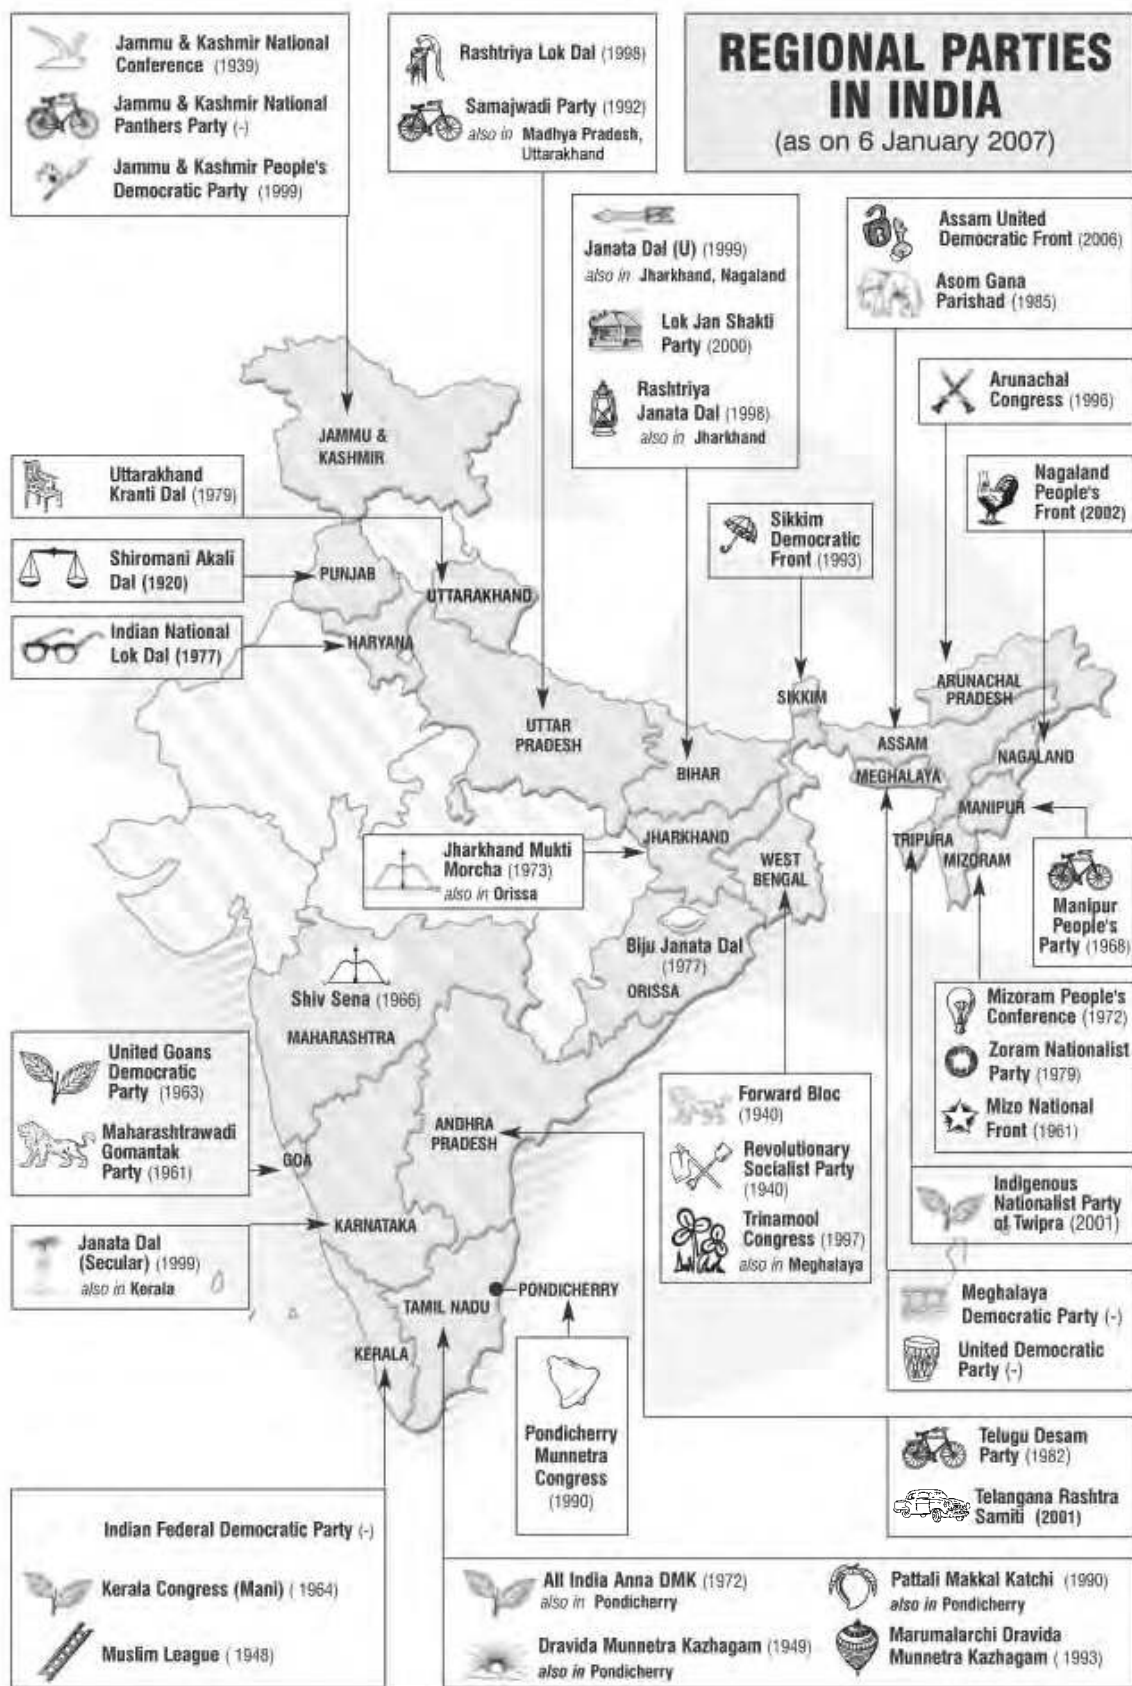 REGIONAL PARTIES
IN INDIA
(as on 6 January 2007)
Jammu & Kashmir National
Conference (1939)
Jammu & Kashmir National
Panthers Party (-)
Jammu & Kashmir People's
Democratic Party (1999)
Rashtriya Lok Dal (1998)
Samajwadi Party (1992)
also in Madhya Pradesh,
Uttarakhand
Janata Dal (U) (1999)
also in Jharkhand, Nagaland
Lok Jan Shakti
Party (2000)
Rashtriya
Janata Dal (1998)
also in Jharkhand
Assam United
Democratic Front (2006)
Asom Gana
Parishad (1985)
Arunachal
Congress (1996)
Nagaland
People's
Front (2002)
Sikkim
Democratic
Front (1993)
Uttarakhand
Kranti Dal (1979)
Shiromani Akali
Dal (1920)
Indian National
Lok Dal (1977)
JAMMU &
KASHMIR
PUNJAB
UTTARAKHAND
HARYANA
UTTAR
PRADESH
BIHAR
SIKKIM
ARUNACHAL
PRADESH
ASSAM
NAGALAND
MEGHALAYA
MANIPUR
TRIPURA
MIZORAM
JHARKHAND
WEST
BENGAL
Jharkhand Mukti
Morcha (1973)
also in Orissa
Biju Janata Dal
(1977)
ORISSA
Shiv Sena (1966)
MAHARASHTRA
Manipur
People's
Party (1968)
Mizoram People's
Conference (1972)
Zoram Nationalist
Party (1979)
Mizo National
Front (1961)
Indigenous
Nationalist Party
of Twipra (2001)
Meghalaya
Democratic Party (-)
United Democratic
Party (-)
United Goans
Democratic
Party (1963)
Maharashtrawadi
Gomantak
Party (1961)
GOA
ANDHRA
PRADESH
Forward Bloc
(1940)
Revolutionary
Socialist Party
(1940)
Trinamool
Congress (1997)
also in Meghalaya
Janata Dal
(Secular) (1999)
also in Kerala
KARNATAKA
TAMIL NADU
PONDICHERRY
KERALA
Pondicherry
Munnetra
Congress
(1990)
Telugu Desam
Party (1982)
Telangana Rashtra
Samiti (2001)
Indian Federal Democratic Party (-)
Kerala Congress (Mani) ( 1964)
Muslim League ( 1948)
All India Anna DMK (1972)
also in Pondicherry
Dravida Munnetra Kazhagam (1949)
also in Pondicherry
Pattali Makkal Katchi (1990)
also in Pondicherry
Marumalarchi Dravida
Munnetra Kazhagam ( 1993)